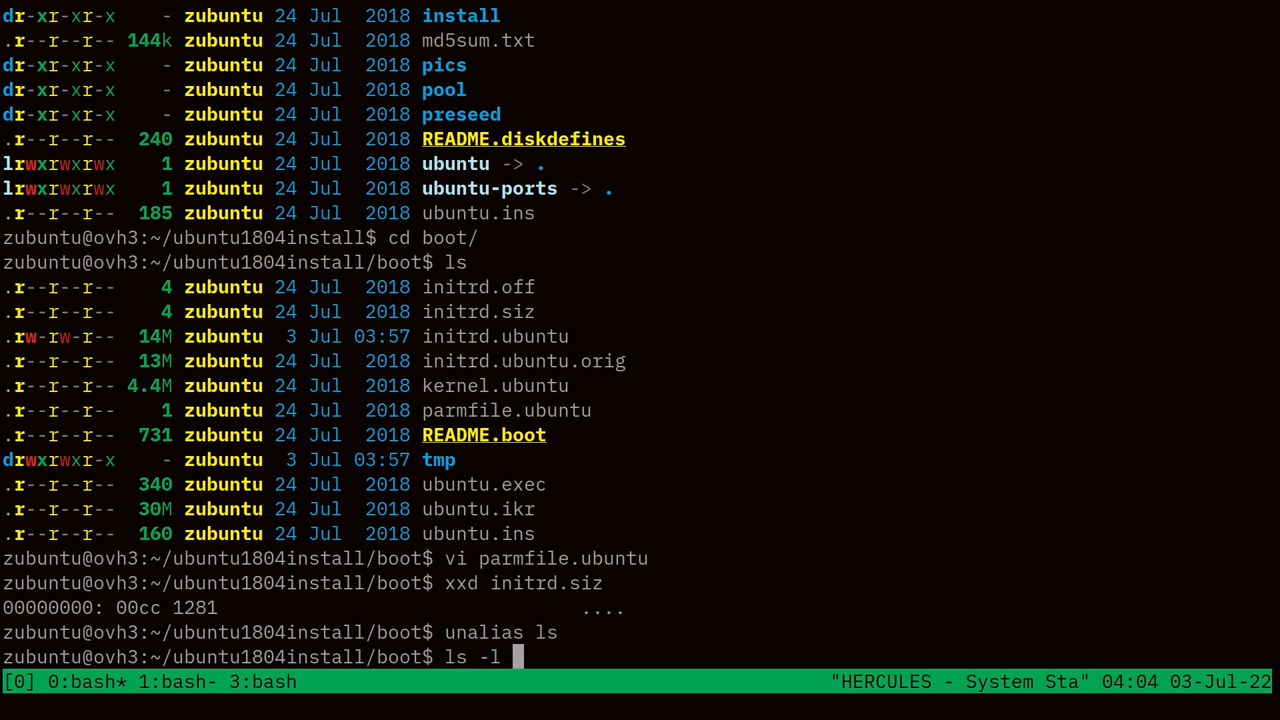 dr-xr-xr-x    - zubuntu 24 Jul  2018 install
.r--r--r-- 144k zubuntu 24 Jul  2018 md5sum.txt
dr-xr-xr-x    - zubuntu 24 Jul  2018 pics
dr-xr-xr-x    - zubuntu 24 Jul  2018 pool
dr-xr-xr-x    - zubuntu 24 Jul  2018 preseed
.r--r--r--  240 zubuntu 24 Jul  2018 README.diskdefines
lrwxrwxrwx    1 zubuntu 24 Jul  2018 ubuntu -> .
lrwxrwxrwx    1 zubuntu 24 Jul  2018 ubuntu-ports -> .
.r--r--r--  185 zubuntu 24 Jul  2018 ubuntu.ins
zubuntu@ovh3:~/ubuntu1804install$ cd boot/
zubuntu@ovh3:~/ubuntu1804install/boot$ ls
.r--r--r--    4 zubuntu 24 Jul  2018 initrd.off
.r--r--r--    4 zubuntu 24 Jul  2018 initrd.siz
.rw-rw-r--  14M zubuntu  3 Jul 03:57 initrd.ubuntu
.r--r--r--  13M zubuntu 24 Jul  2018 initrd.ubuntu.orig
.r--r--r-- 4.4M zubuntu 24 Jul  2018 kernel.ubuntu
.r--r--r--    1 zubuntu 24 Jul  2018 parmfile.ubuntu
.r--r--r--  731 zubuntu 24 Jul  2018 README.boot
drwxrwxr-x    - zubuntu  3 Jul 03:57 tmp
.r--r--r--  340 zubuntu 24 Jul  2018 ubuntu.exec
.r--r--r--  30M zubuntu 24 Jul  2018 ubuntu.ikr
.r--r--r--  160 zubuntu 24 Jul  2018 ubuntu.ins
zubuntu@ovh3:~/ubuntu1804install/boot$ vi parmfile.ubuntu
zubuntu@ovh3:~/ubuntu1804install/boot$ xxd initrd.siz
00000000: 00cc 1281                                ....
zubuntu@ovh3:~/ubuntu1804install/boot$ unalias ls
zubuntu@ovh3:~/ubuntu1804install/boot$ ls -l
[0] 0:bash* 1:bash- 3:bash "HERCULES - System Sta" 04:04 03-Jul-22